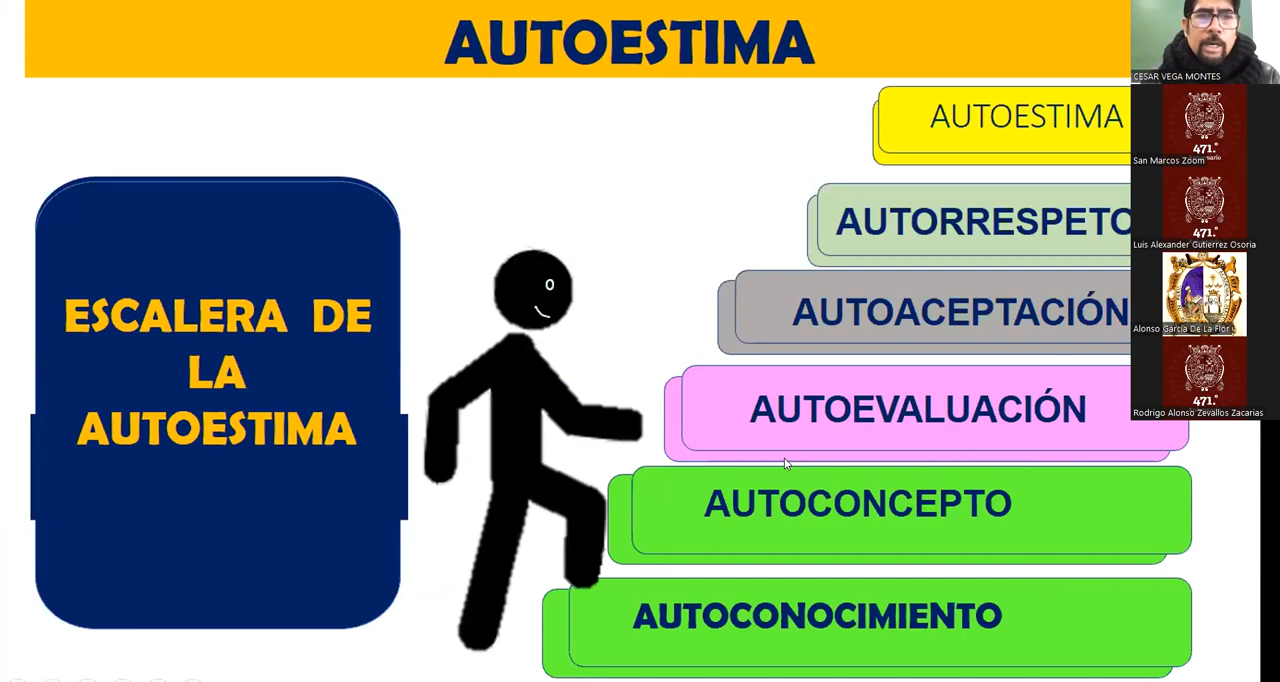 AUTOESTIMA
CESAR VEGA MONTES
AUTOESTIMA
471.°
San Marcos Zoom
AUTORRESPETO
471.°
Luis Alexander Gutierrez Osoria
ESCALERA DE
LA
AUTOESTIMA
AUTOACEPTACIÓN
Alonso García De La Flor
AUTOEVALUACIÓN
471.°
Rodrigo Alonso Zevallos Zacarias
AUTOCONCEPTO
AUTOCONOCIMIENTO